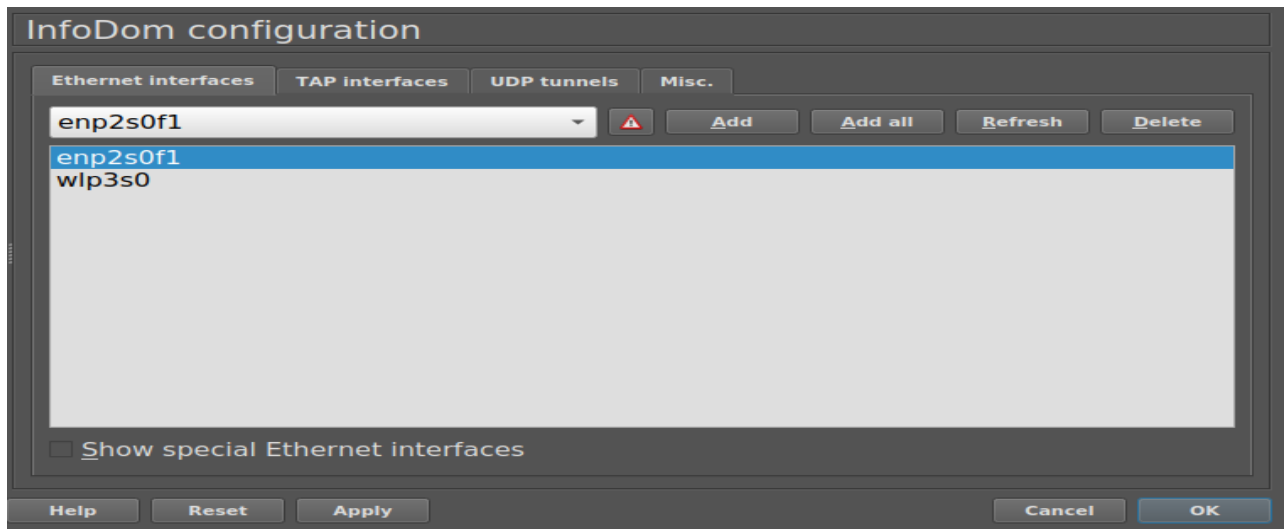 InfoDom configuration
Ethernet interfaces TAP interfaces UDP tunnels Misc.
enp2s0f1 Add Add all Refresh Delete
enp2s0f1
wlp3s0
Show special Ethernet interfaces
Help Reset Apply Cancel OK